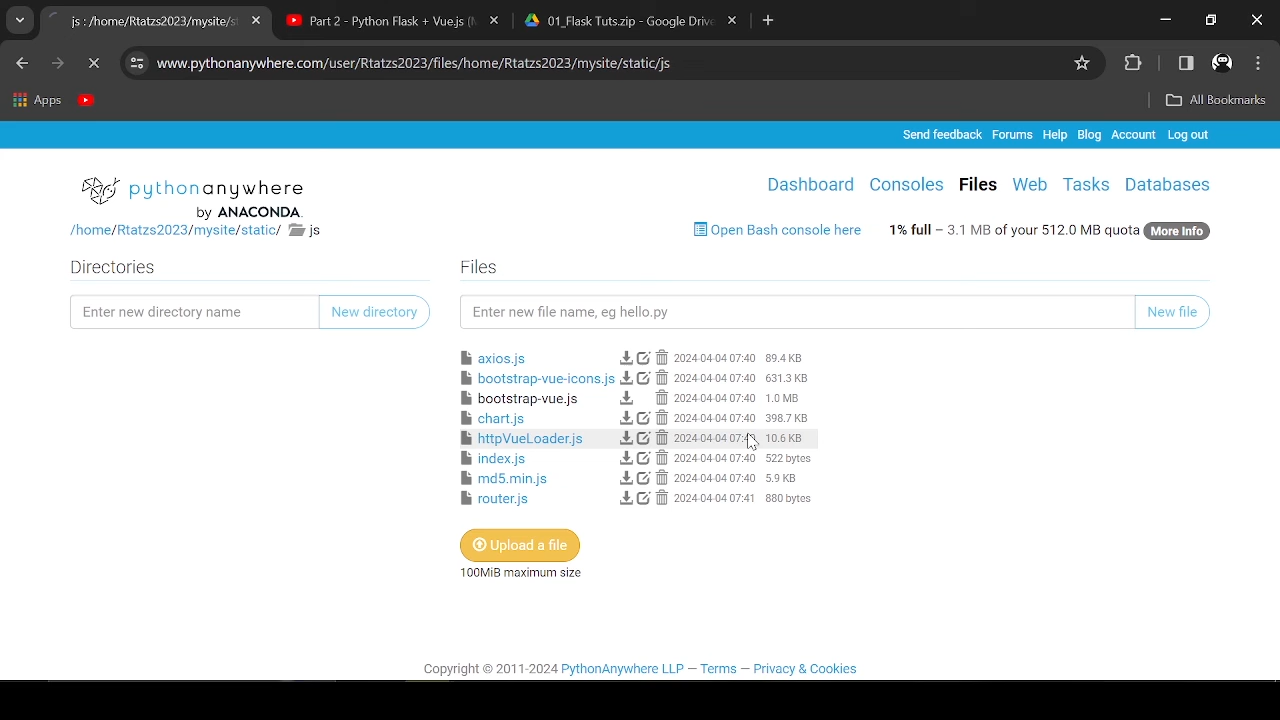 js :/home/Rtatzs2023/mysite/st
Part 2 - Python Flask + Vue.js (M
01_Flask Tuts.zip - Google Drive
www.pythonanywhere.com/user/Rtatzs2023/files/home/Rtatzs2023/mysite/static/js
Apps
All Bookmarks
Send feedback Forums Help Blog Account Log out
pythonanywhere
by ANACONDA.
Dashboard Consoles Files Web Tasks Databases
/home/Rtatzs2023/mysite/static/ js
Open Bash console here 1% full – 3.1 MB of your 512.0 MB quota More Info
Directories
Files
Enter new directory name New directory
Enter new file name, eg hello.py New file
axios.js 2024-04-04 07:40 89.4 KB
bootstrap-vue-icons.js 2024-04-04 07:40 631.3 KB
bootstrap-vue.js 2024-04-04 07:40 1.0 MB
chart.js 2024-04-04 07:40 398.7 KB
httpVueLoader.js 2024-04-04 07:40 10.6 KB
index.js 2024-04-04 07:40 522 bytes
md5.min.js 2024-04-04 07:40 5.9 KB
router.js 2024-04-04 07:41 880 bytes
Upload a file
100MiB maximum size
Copyright © 2011-2024 PythonAnywhere LLP — Terms — Privacy & Cookies